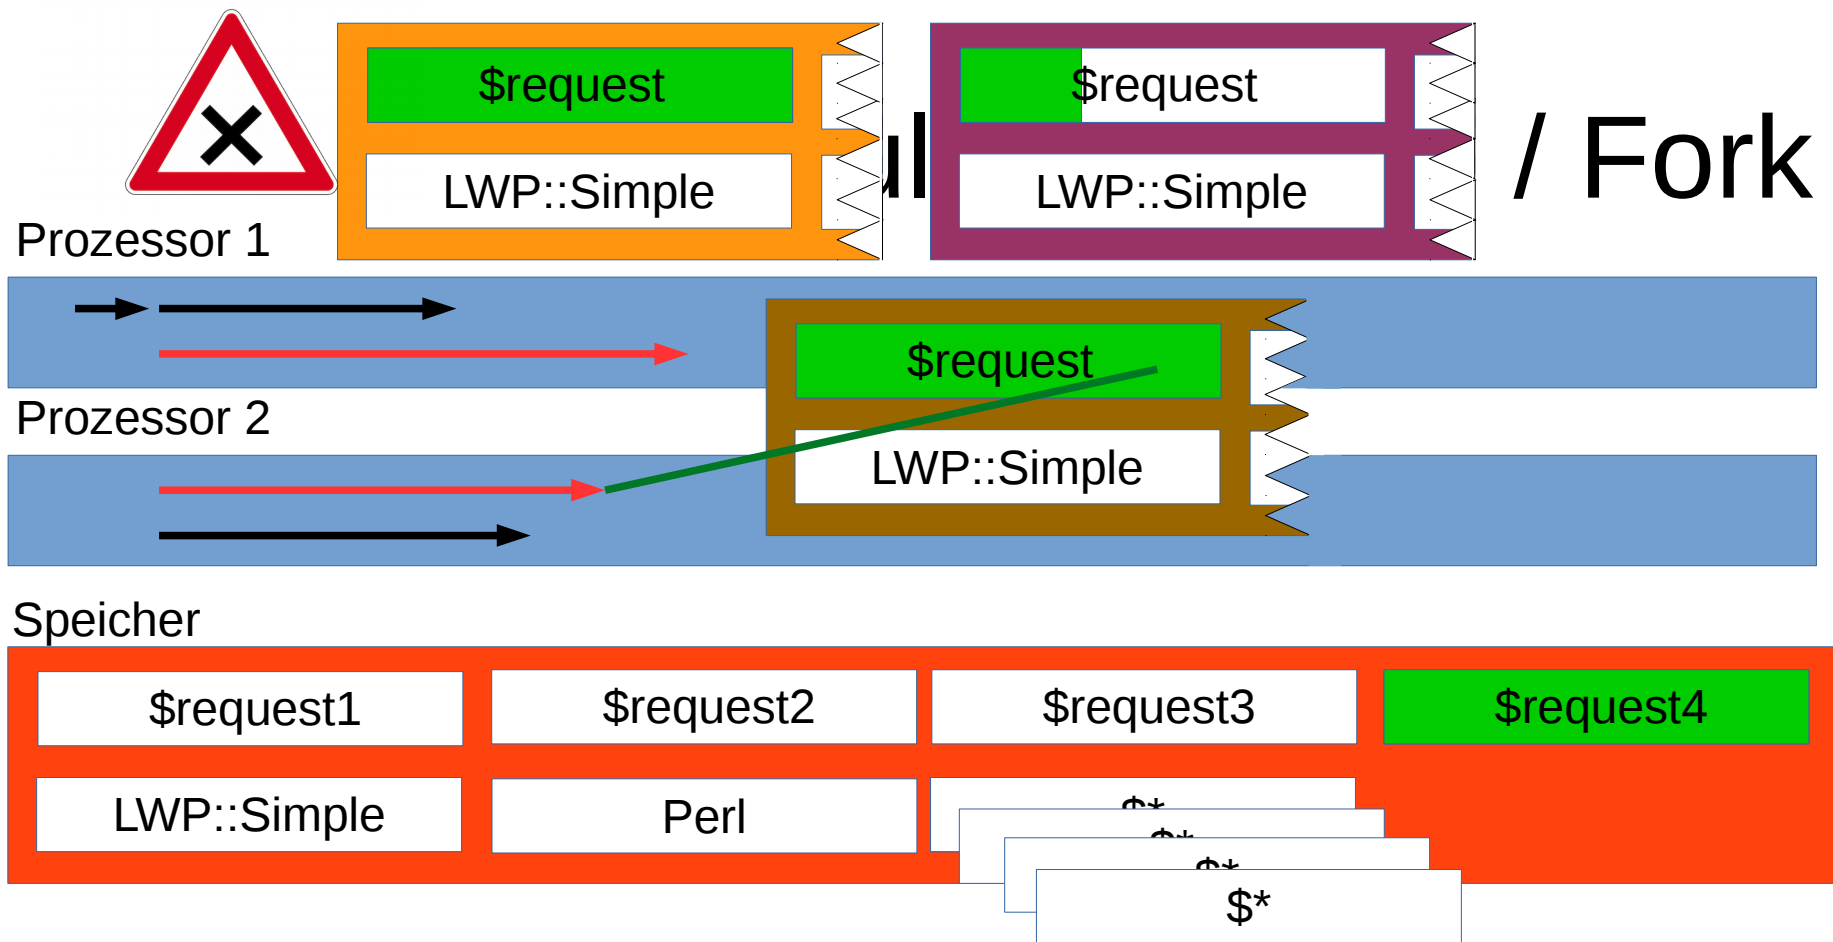 $request
$request
LWP::Simple
LWP::Simple
/ Fork
Prozessor 1
$request
LWP::Simple
Prozessor 2
Speicher
$request1
$request2
$request3
$request4
LWP::Simple
Perl
$*
$*
$*
$*